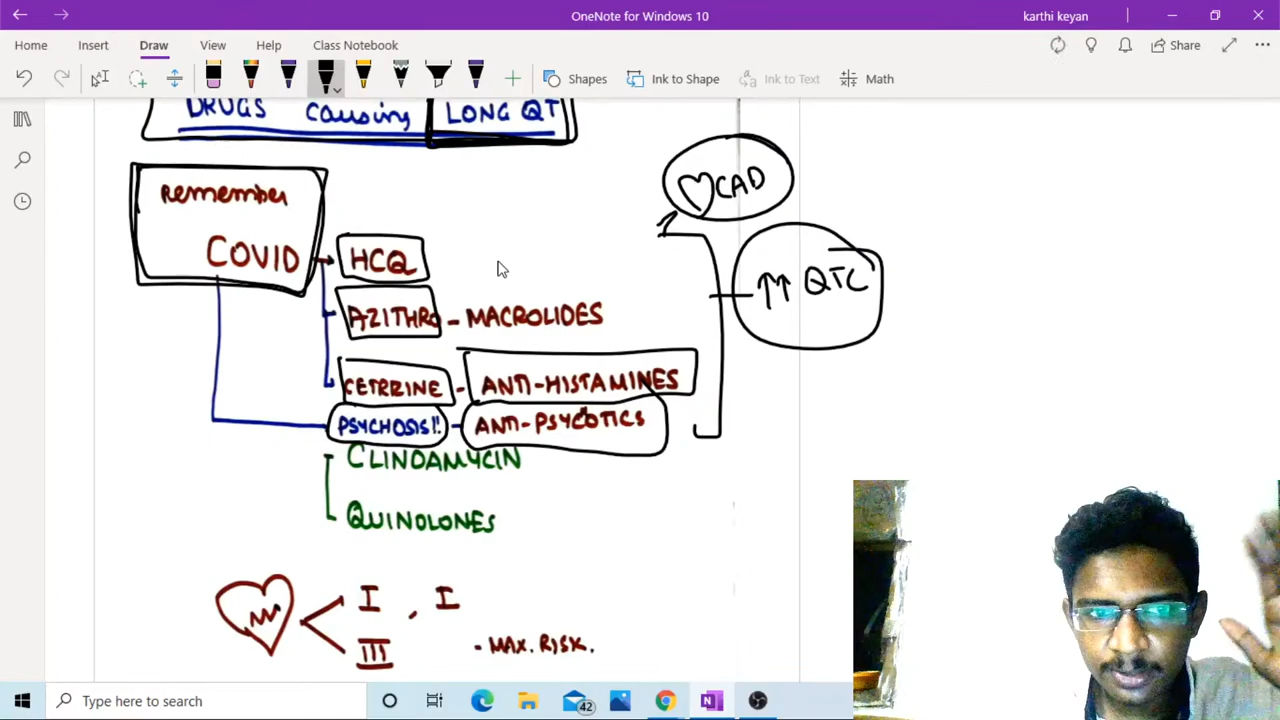 OneNote for Windows 10
karthi keyan
Home Insert Draw View Help Class Notebook
Share
Shapes Ink to Shape Ink to Text Math
DRUGS causing LONG QT
Remember
COVID
HCQ
AZITHRO - MACROLIDES
CETRRINE - ANTI-HISTAMINES
PSYCHOSIS!! - ANTI-PSYCOTICS
CLINDAMYCIN
QUINOLONES
CAD
↑↑ QTC
I , I
III
- MAX. RISK.
Type here to search
42